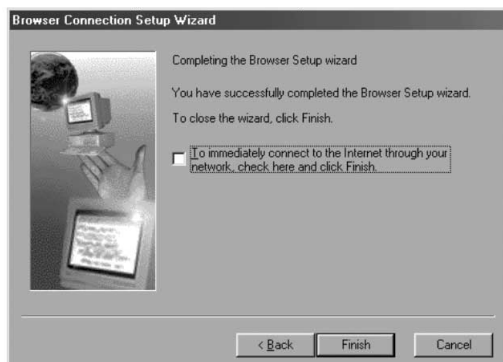 Browser Connection Setup Wizard
Completing the Browser Setup wizard
You have successfully completed the Browser Setup wizard.
To close the wizard, click Finish.
To immediately connect to the Internet through your
network, check here and click Finish.
< Back
Finish
Cancel